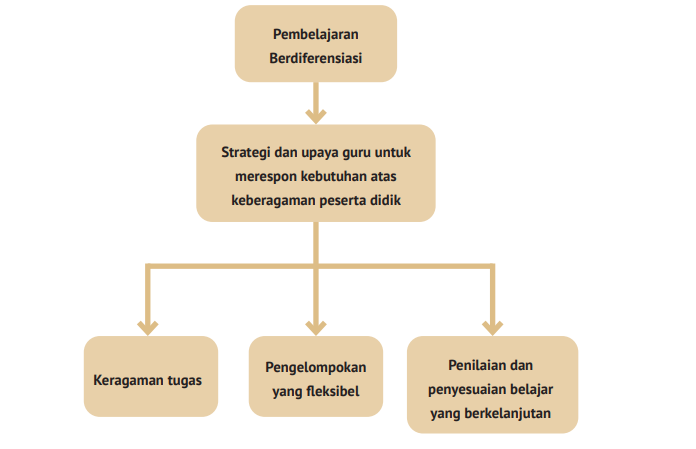 Pembelajaran
Berdiferensiasi
Strategi dan upaya guru untuk
merespon kebutuhan atas
keberagaman peserta didik
Keragaman tugas
Pengelompokan
yang fleksibel
Penilaian dan
penyesuaian belajar
yang berkelanjutan